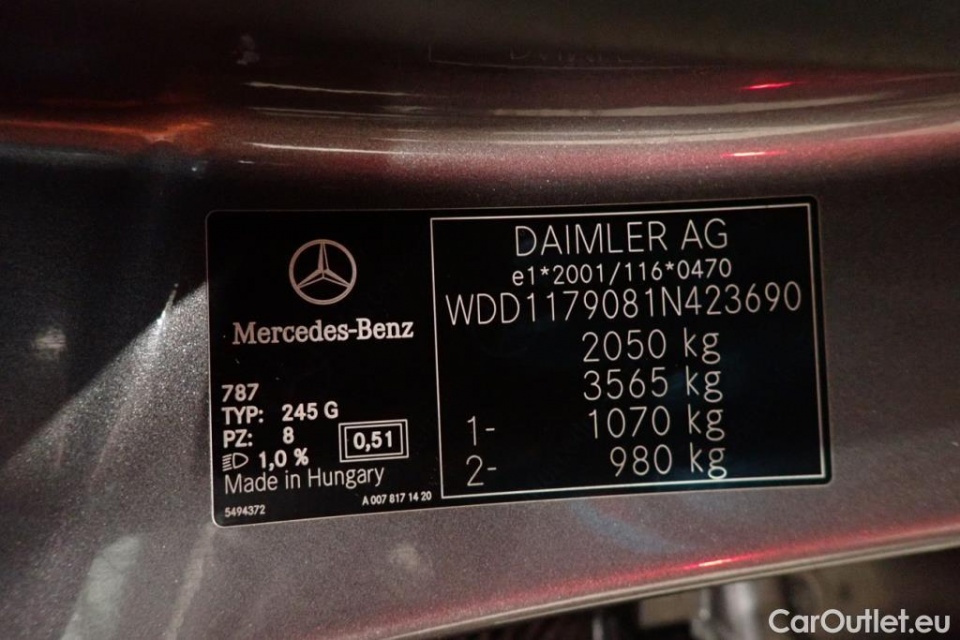 Mercedes-Benz
787
TYP: 245 G
PZ: 8
1,0 %
0,51
Made in Hungary
5494372
A 007 817 14 20
DAIMLER AG
e1*2001/116*0470
WDD1179081N423690
2050 kg
3565 kg
1- 1070 kg
2- 980 kg
CarOutlet.eu